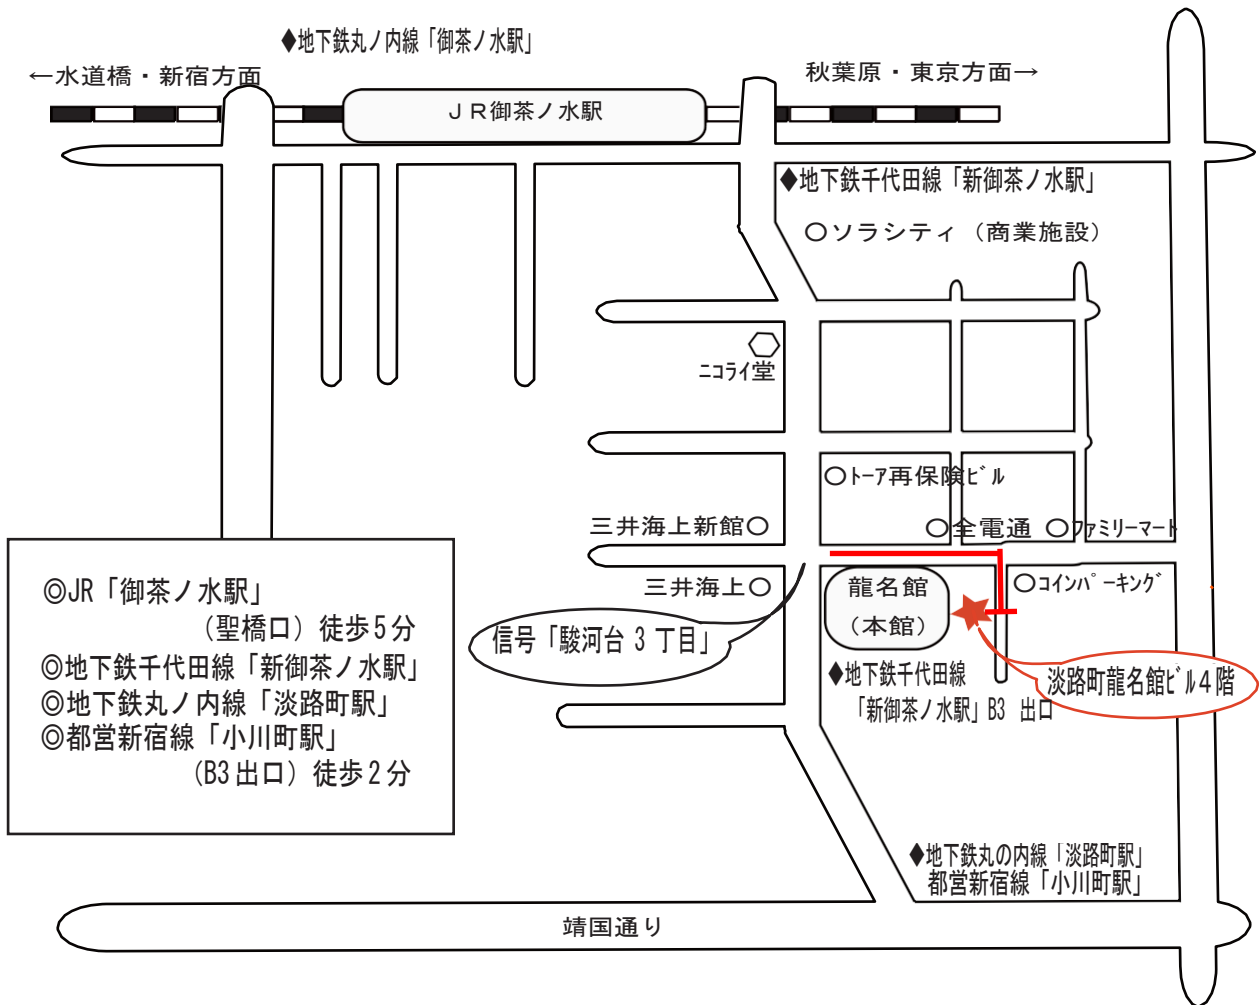 ◆地下鉄丸ノ内線「御茶ノ水駅」
←水道橋・新宿方面
秋葉原・東京方面→
ＪＲ御茶ノ水駅
◆地下鉄千代田線「新御茶ノ水駅」
○ソラシティ（商業施設）
ﾆｺﾗｲ堂
○ﾄｰｱ再保険ﾋﾞﾙ
三井海上新館○
○全電通
○ﾌｧﾐﾘｰﾏｰﾄ
三井海上○
龍名館
（本館）
○ｺｲﾝﾊﾟｰｷﾝｸﾞ
信号「駿河台３丁目」
◆地下鉄千代田線
「新御茶ノ水駅」B3 出口
淡路町龍名館ﾋﾞﾙ4階
◎JR「御茶ノ水駅」
（聖橋口）徒歩5分
◎地下鉄千代田線「新御茶ノ水駅」
◎地下鉄丸ノ内線「淡路町駅」
◎都営新宿線「小川町駅」
（B3出口）徒歩2分
◆地下鉄丸の内線「淡路町駅」
都営新宿線「小川町駅」
靖国通り